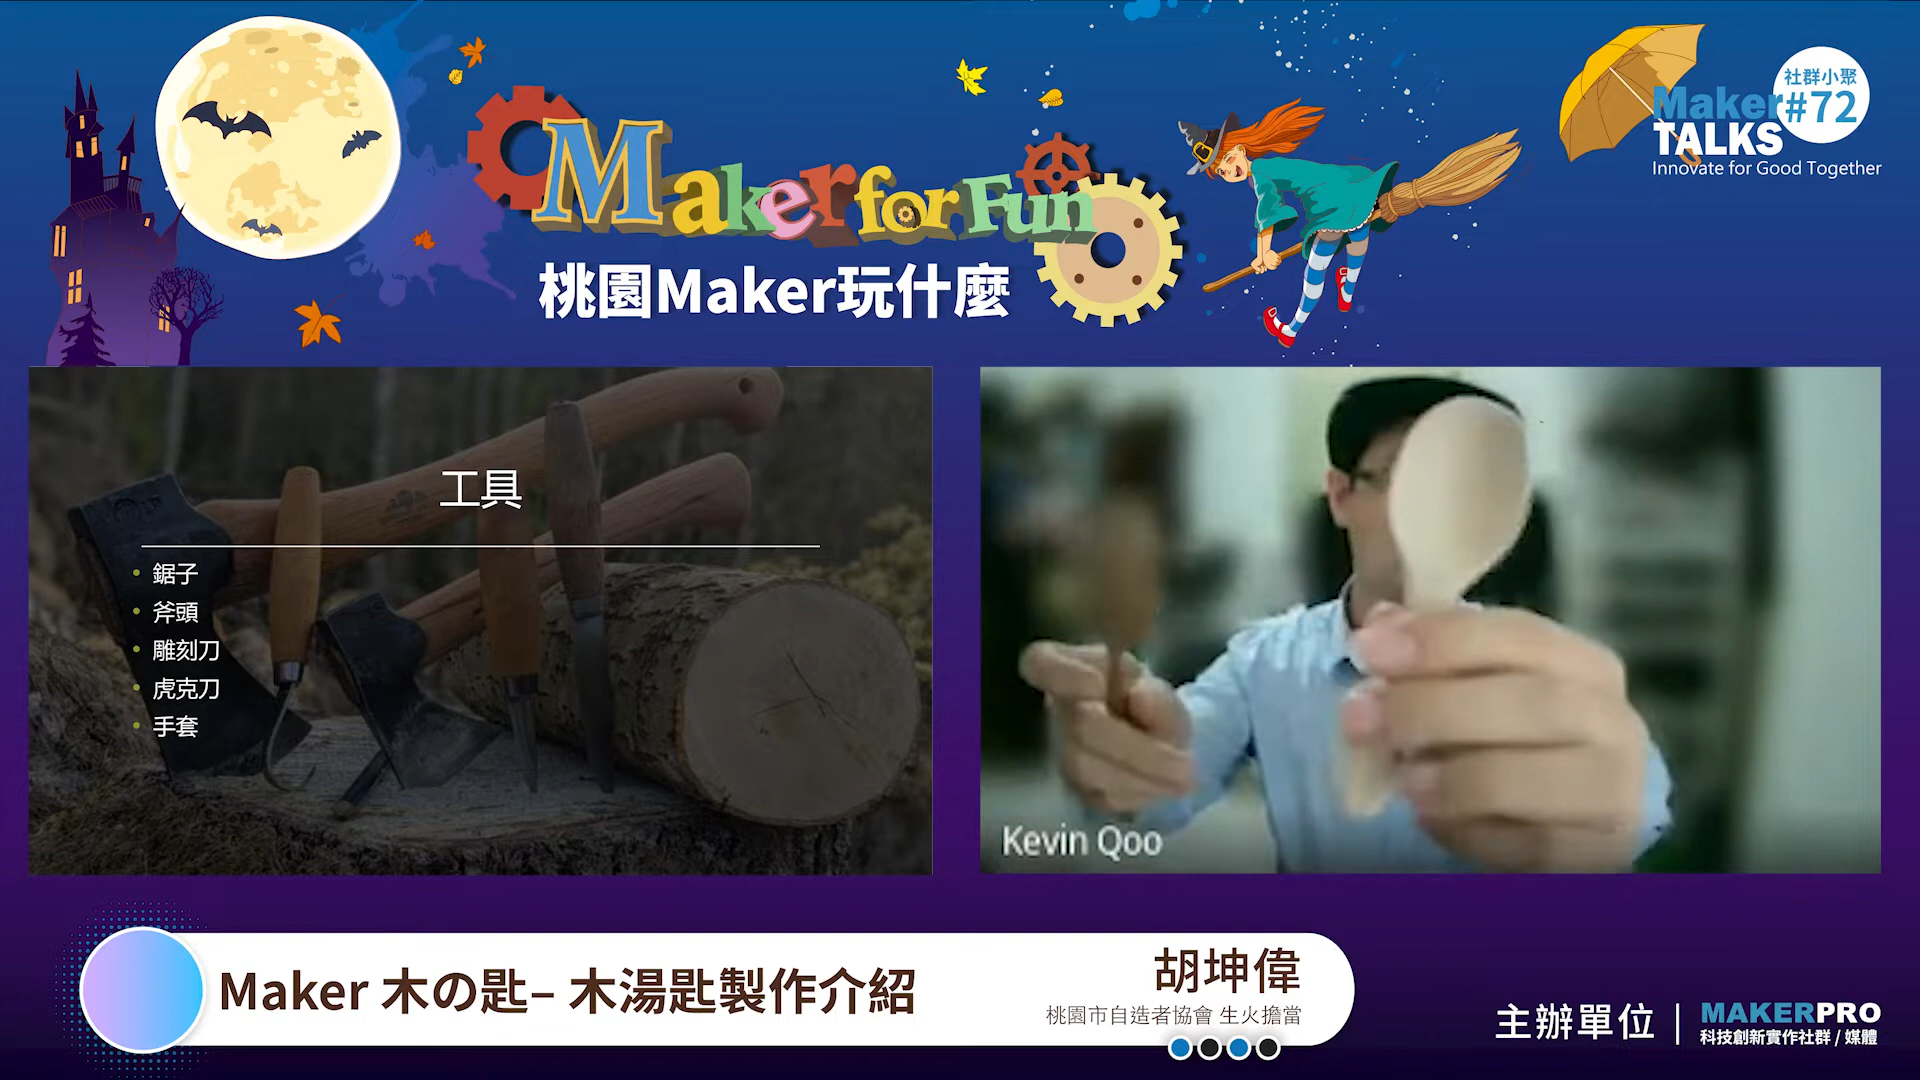 Maker for Fun
桃園Maker玩什麼
社群小聚
Maker #72
TALKS
Innovate for Good Together
工具
鋸子
斧頭
雕刻刀
虎克刀
手套
Kevin Qoo
Maker 木の匙– 木湯匙製作介紹
胡坤偉
桃園市自造者協會 生火擔當
主辦單位 | MAKERPRO
科技創新實作社群 / 媒體